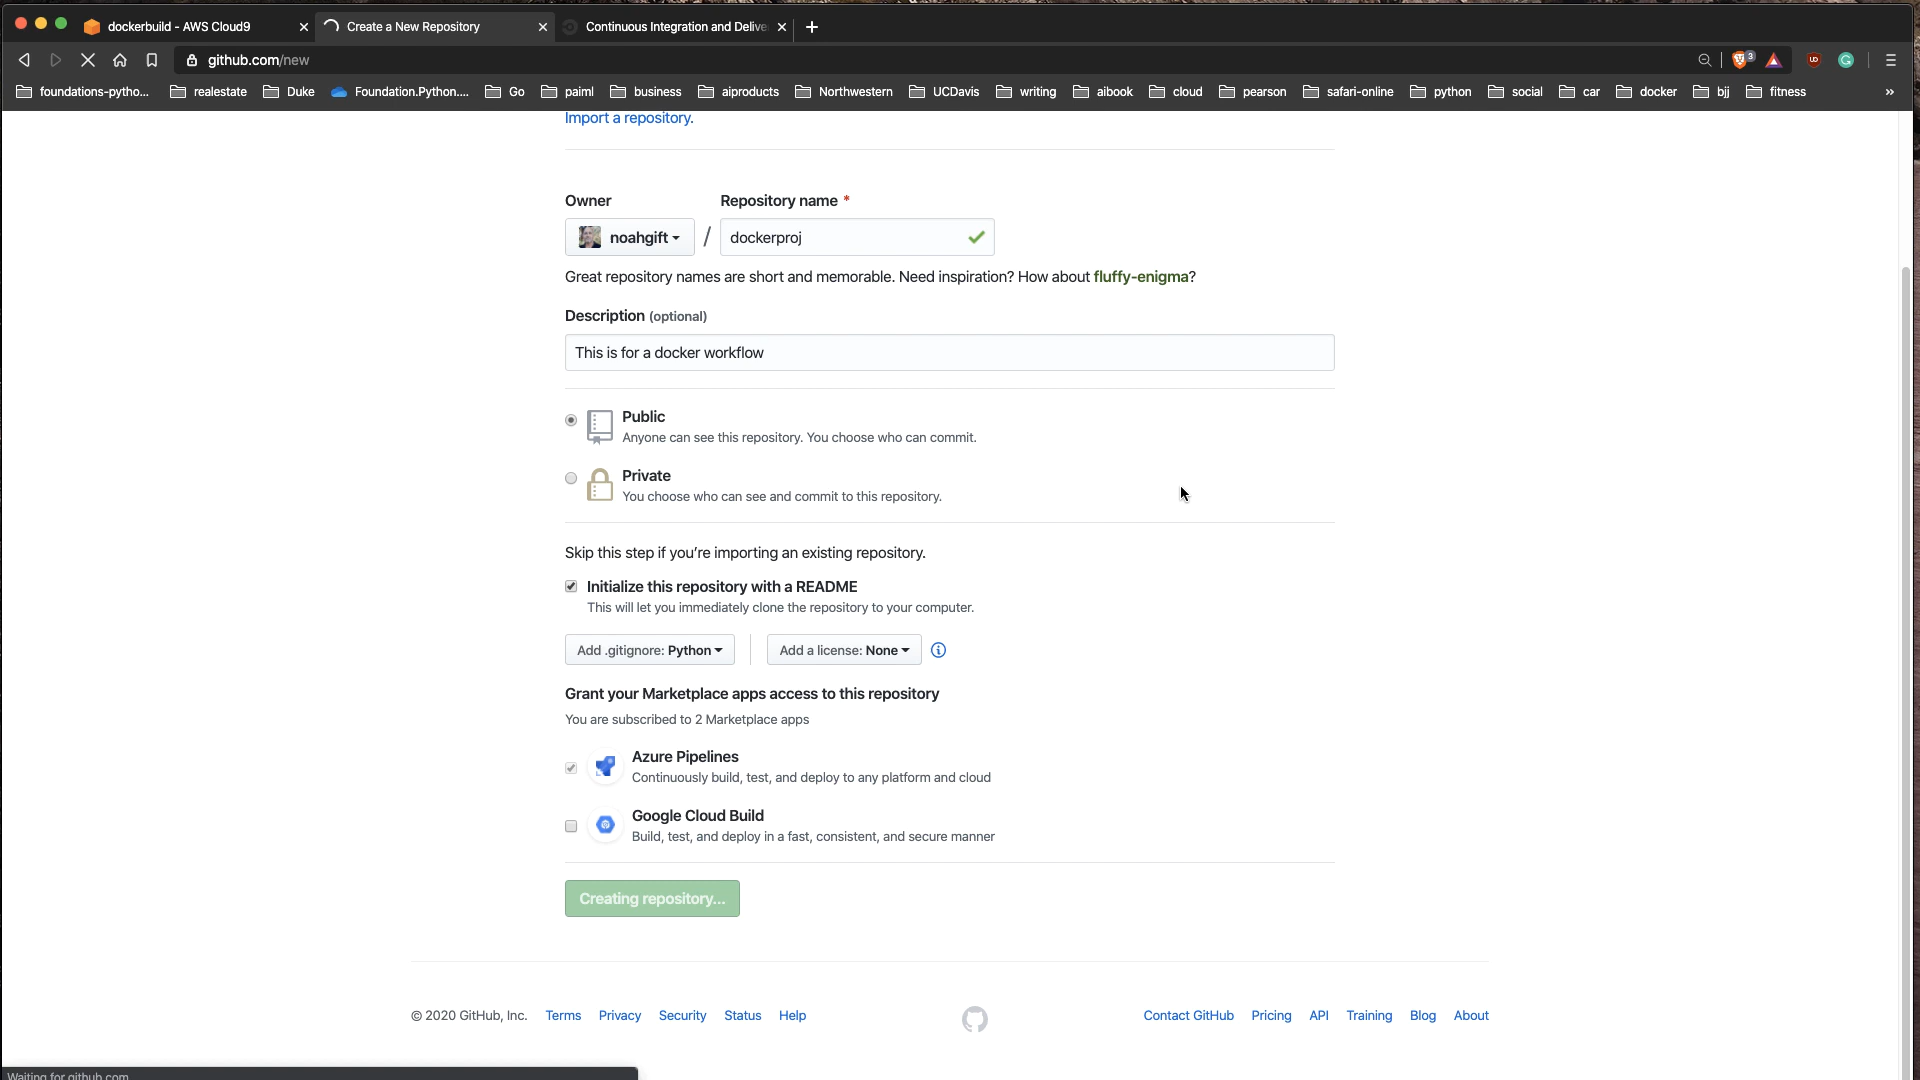 dockerbuild - AWS Cloud9
Create a New Repository
Continuous Integration and Delive
github.com/new
3
UD
foundations-pytho...
realestate
Duke
Foundation.Python....
Go
paiml
business
aiproducts
Northwestern
UCDavis
writing
aibook
cloud
pearson
safari-online
python
social
car
docker
bjj
fitness
»
Import a repository.
Owner
Repository name *
noahgift
/
dockerproj
Great repository names are short and memorable. Need inspiration? How about fluffy-enigma?
Description (optional)
This is for a docker workflow
Public
Anyone can see this repository. You choose who can commit.
Private
You choose who can see and commit to this repository.
Skip this step if you’re importing an existing repository.
Initialize this repository with a README
This will let you immediately clone the repository to your computer.
Add .gitignore: Python
Add a license: None
Grant your Marketplace apps access to this repository
You are subscribed to 2 Marketplace apps
Azure Pipelines
Continuously build, test, and deploy to any platform and cloud
Google Cloud Build
Build, test, and deploy in a fast, consistent, and secure manner
Creating repository...
© 2020 GitHub, Inc.
Terms
Privacy
Security
Status
Help
Contact GitHub
Pricing
API
Training
Blog
About
Waiting for github.com